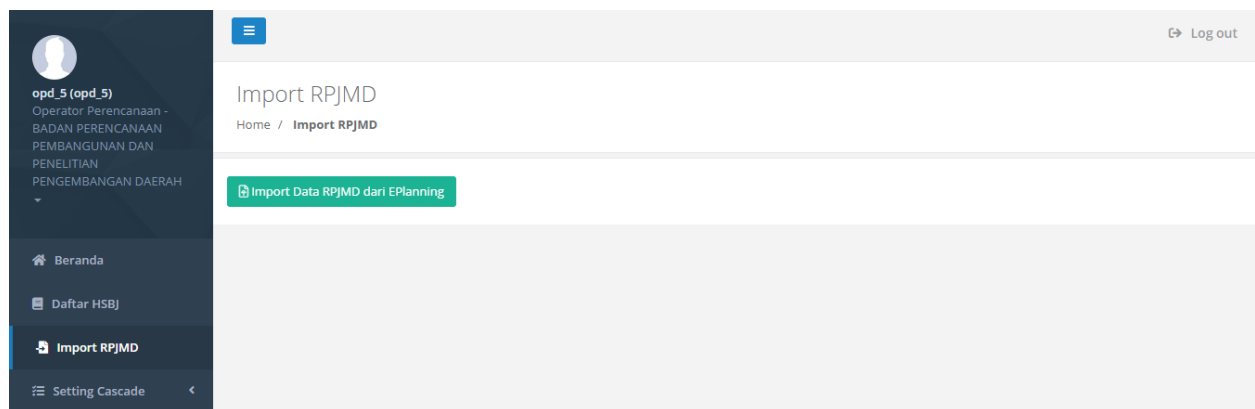 opd_5 (opd_5)
Operator Perencanaan -
BADAN PERENCANAAN
PEMBANGUNAN DAN
PENELITIAN
PENGEMBANGAN DAERAH
Beranda
Daftar HSBJ
Import RPJMD
Setting Cascade
Log out
Import RPJMD
Home / Import RPJMD
Import Data RPJMD dari EPlanning